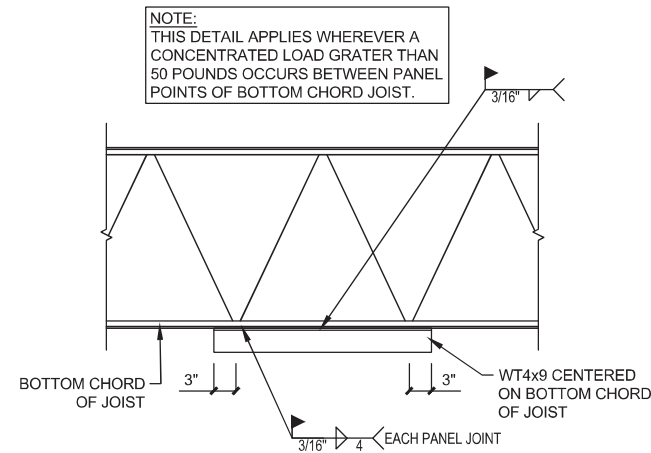 NOTE:
THIS DETAIL APPLIES WHEREVER A
CONCENTRATED LOAD GRATER THAN
50 POUNDS OCCURS BETWEEN PANEL
POINTS OF BOTTOM CHORD JOIST.
3/16"
BOTTOM CHORD
OF JOIST
3"
3"
WT4x9 CENTERED
ON BOTTOM CHORD
OF JOIST
3/16"
4
EACH PANEL JOINT